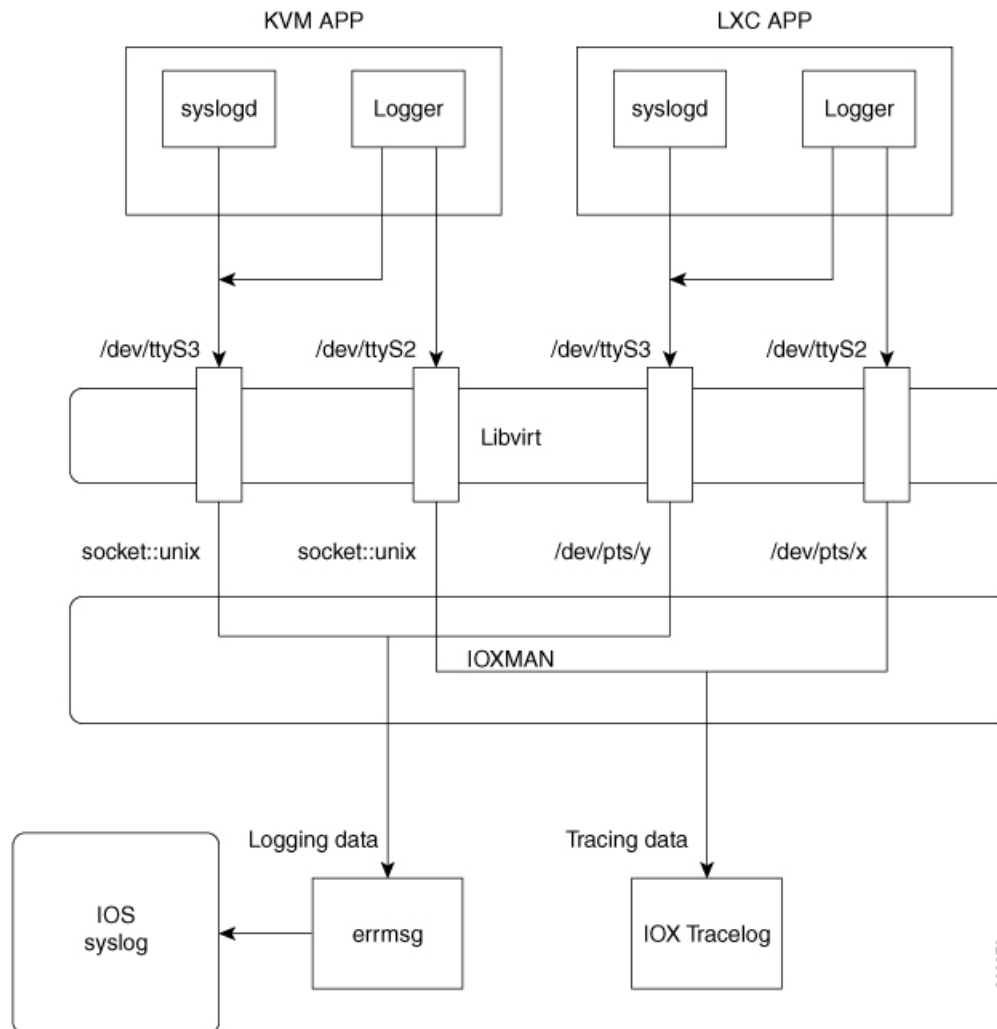 KVM APP
LXC APP
syslogd
Logger
syslogd
Logger
/dev/ttyS3
/dev/ttyS2
/dev/ttyS3
/dev/ttyS2
Libvirt
socket::unix
socket::unix
/dev/pts/y
/dev/pts/x
IOXMAN
Logging data
Tracing data
IOS
syslog
errmsg
IOX Tracelog